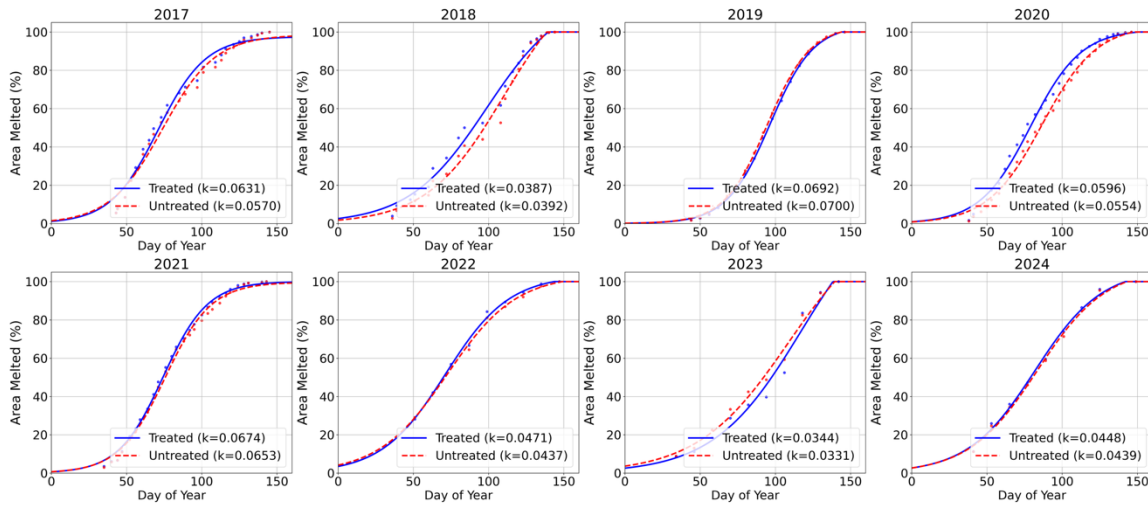 2017
Area Melted (%)
100
80
60
40
20
0
Treated (k=0.0631)
Untreated (k=0.0570)
0 50 100 150
Day of Year
2018
Area Melted (%)
100
80
60
40
20
0
Treated (k=0.0387)
Untreated (k=0.0392)
0 50 100 150
Day of Year
2019
Area Melted (%)
100
80
60
40
20
0
Treated (k=0.0692)
Untreated (k=0.0700)
0 50 100 150
Day of Year
2020
Area Melted (%)
100
80
60
40
20
0
Treated (k=0.0596)
Untreated (k=0.0554)
0 50 100 150
Day of Year
2021
Area Melted (%)
100
80
60
40
20
0
Treated (k=0.0674)
Untreated (k=0.0653)
0 50 100 150
Day of Year
2022
Area Melted (%)
100
80
60
40
20
0
Treated (k=0.0471)
Untreated (k=0.0437)
0 50 100 150
Day of Year
2023
Area Melted (%)
100
80
60
40
20
0
Treated (k=0.0344)
Untreated (k=0.0331)
0 50 100 150
Day of Year
2024
Area Melted (%)
100
80
60
40
20
0
Treated (k=0.0448)
Untreated (k=0.0439)
0 50 100 150
Day of Year